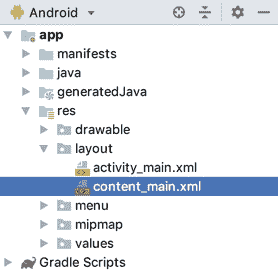 Android
app
manifests
java
generatedJava
res
drawable
layout
activity_main.xml
content_main.xml
menu
mipmap
values
Gradle Scripts